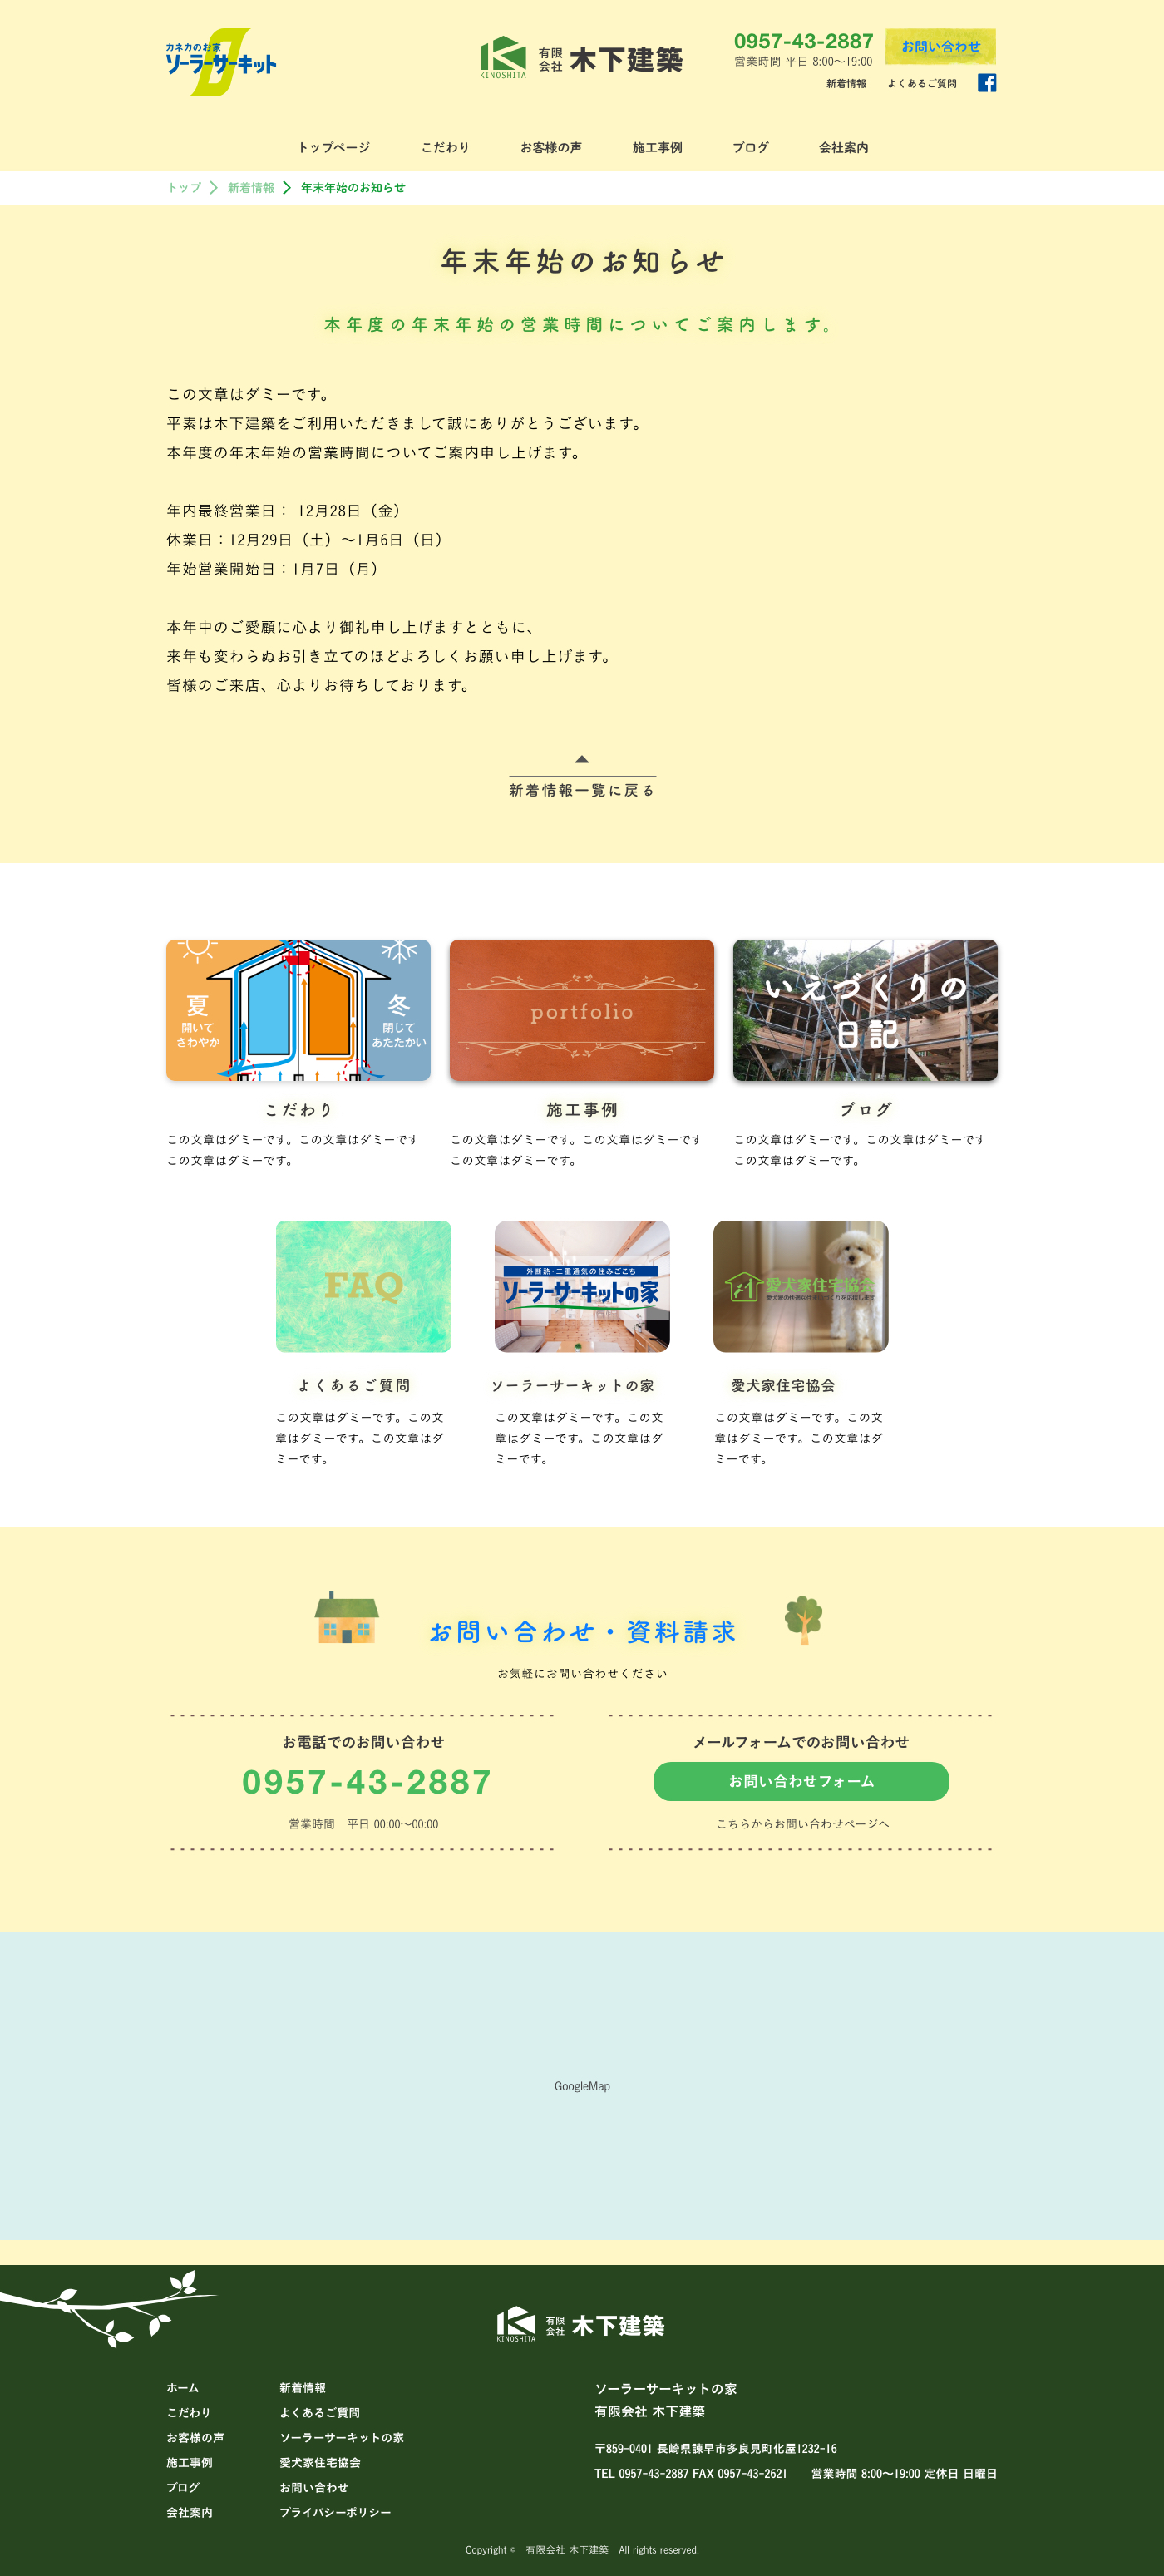 カネカのお家
ソーラーサーキット
KINOSHITA
有限会社 木下建築
0957-43-2887
営業時間 平日 8:00〜19:00
お問い合わせ
新着情報 よくあるご質問
トップページ こだわり お客様の声 施工事例 ブログ 会社案内
トップ 新着情報 年末年始のお知らせ
年末年始のお知らせ
本年度の年末年始の営業時間についてご案内します。
この文章はダミーです。
平素は木下建築をご利用いただきまして誠にありがとうございます。
本年度の年末年始の営業時間についてご案内申し上げます。
年内最終営業日： 12月28日（金）
休業日：12月29日（土）〜1月6日（日）
年始営業開始日：1月7日（月）
本年中のご愛顧に心より御礼申し上げますとともに、
来年も変わらぬお引き立てのほどよろしくお願い申し上げます。
皆様のご来店、心よりお待ちしております。
新着情報一覧に戻る
夏
開いて
さわやか
冬
閉じて
あたたかい
portfolio
いえづくりの
日記
こだわり
この文章はダミーです。この文章はダミーです
この文章はダミーです。
施工事例
この文章はダミーです。この文章はダミーです
この文章はダミーです。
ブログ
この文章はダミーです。この文章はダミーです
この文章はダミーです。
FAQ
外断熱・二重通気の住みごこち
ソーラーサーキットの家
愛犬家住宅協会
愛犬家の快適な住まいづくりを応援します
よくあるご質問
この文章はダミーです。この文
章はダミーです。この文章はダ
ミーです。
ソーラーサーキットの家
この文章はダミーです。この文
章はダミーです。この文章はダ
ミーです。
愛犬家住宅協会
この文章はダミーです。この文
章はダミーです。この文章はダ
ミーです。
お問い合わせ・資料請求
お気軽にお問い合わせください
お電話でのお問い合わせ
0957-43-2887
営業時間　平日 00:00〜00:00
メールフォームでのお問い合わせ
お問い合わせフォーム
こちらからお問い合わせページへ
GoogleMap
KINOSHITA
有限会社 木下建築
ホーム
こだわり
お客様の声
施工事例
ブログ
会社案内
新着情報
よくあるご質問
ソーラーサーキットの家
愛犬家住宅協会
お問い合わせ
プライバシーポリシー
ソーラーサーキットの家
有限会社 木下建築
〒859-0401 長崎県諫早市多良見町化屋1232-16
TEL 0957-43-2887 FAX 0957-43-2621　営業時間 8:00〜19:00 定休日 日曜日
Copyright ©　有限会社 木下建築　All rights reserved.